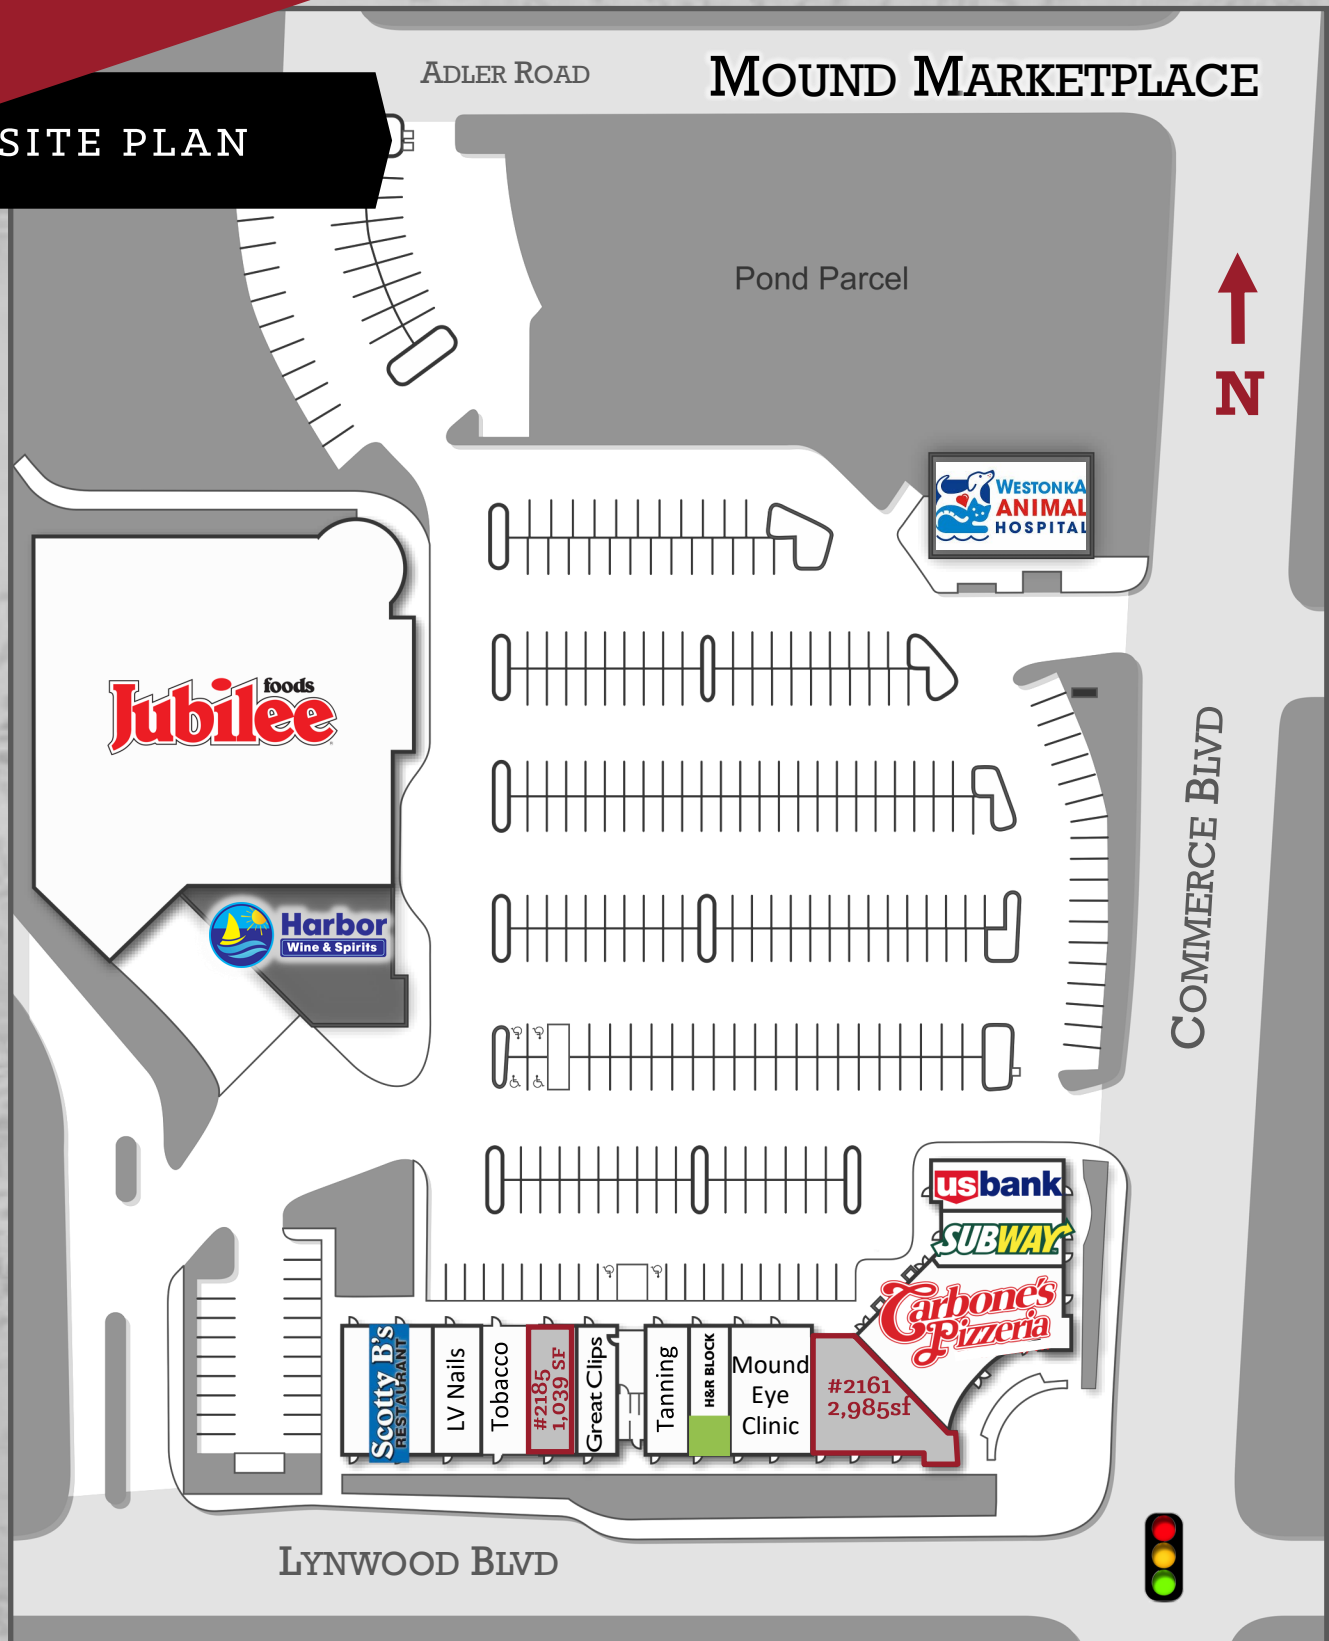 ADLER ROAD
MOUND MARKETPLACE
SITE PLAN
Pond Parcel
N
WESTONKA
ANIMAL
HOSPITAL
foods
Jubilee
COMMERCE BLVD
Harbor
Wine & Spirits
usbank
SUBWAY
Carbone's
Pizzeria
Scotty B's
RESTAURANT
LV Nails
Tobacco
#2185
1,039 SF
Great Clips
Tanning
H&R BLOCK
Mound
Eye
Clinic
#2161
2,985sf
LYNWOOD BLVD